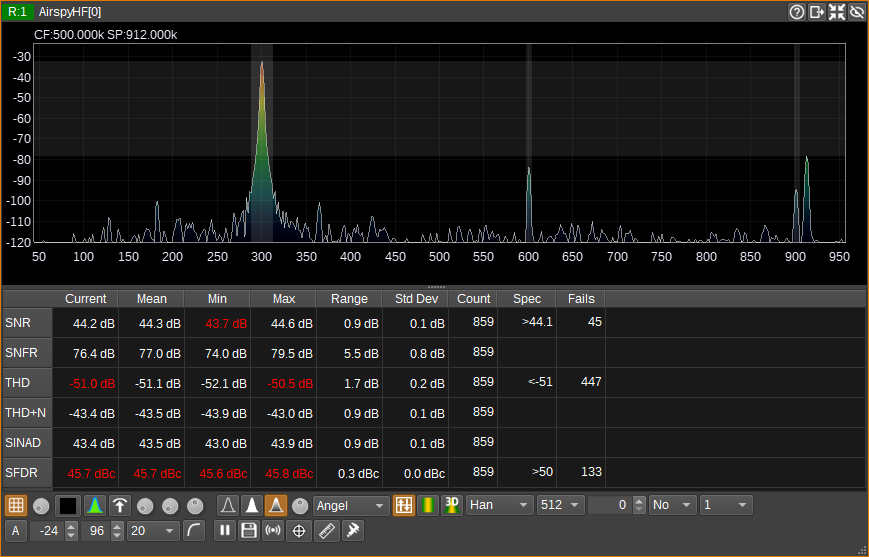 R:1 AirspyHF[0]
CF:500.000k SP:912.000k
-30
-40
-50
-60
-70
-80
-90
-100
-110
-120
50 100 150 200 250 300 350 400 450 500 550 600 650 700 750 800 850 900 950
Current Mean Min Max Range Std Dev Count Spec Fails
SNR 44.2 dB 44.3 dB 43.7 dB 44.6 dB 0.9 dB 0.1 dB 859 >44.1 45
SNFR 76.4 dB 77.0 dB 74.0 dB 79.5 dB 5.5 dB 0.8 dB 859
THD -51.0 dB -51.1 dB -52.1 dB -50.5 dB 1.7 dB 0.2 dB 859 <-51 447
THD+N -43.4 dB -43.5 dB -43.9 dB -43.0 dB 0.9 dB 0.1 dB 859
SINAD 43.4 dB 43.5 dB 43.0 dB 43.9 dB 0.9 dB 0.1 dB 859
SFDR 45.7 dBc 45.7 dBc 45.6 dBc 45.8 dBc 0.3 dBc 0.0 dBc 859 >50 133
Angel 3D Han 512 0 No 1
A -24 96 20